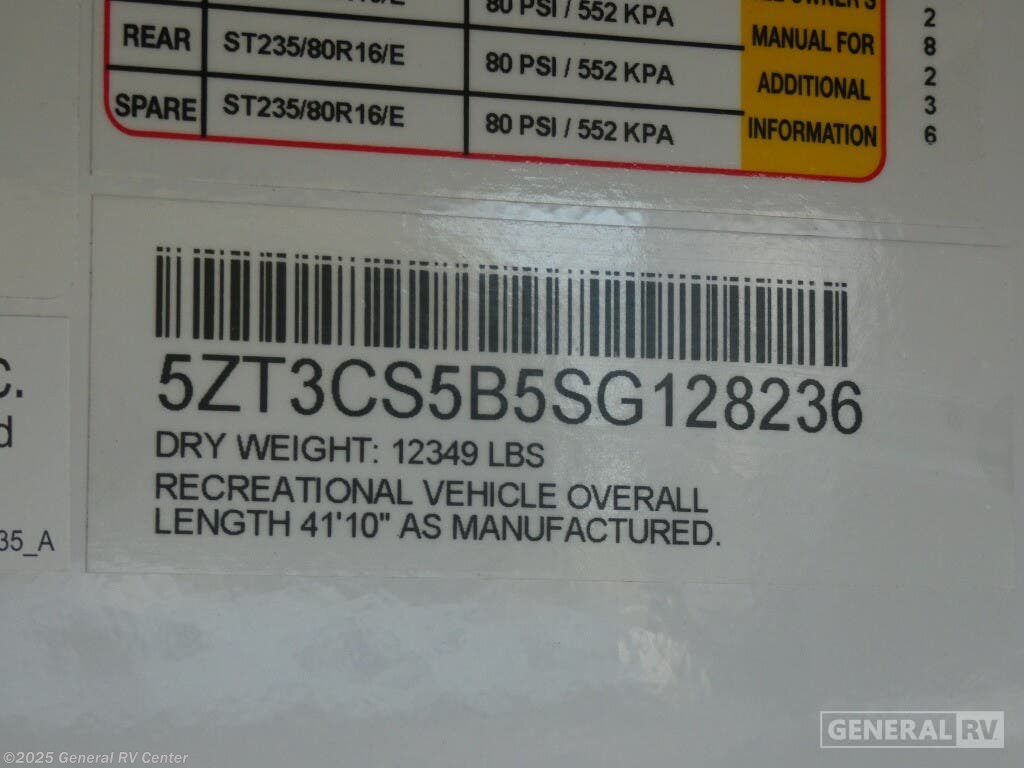 80 PSI / 552 KPA
REAR ST235/80R16/E 80 PSI / 552 KPA
SPARE ST235/80R16/E 80 PSI / 552 KPA
OWNER'S
MANUAL FOR
ADDITIONAL
INFORMATION
2
8
2
3
6
5ZT3CS5B5SG128236
DRY WEIGHT: 12349 LBS
RECREATIONAL VEHICLE OVERALL
LENGTH 41'10" AS MANUFACTURED.
C.
d
35_A
GENERAL RV
©2025 General RV Center